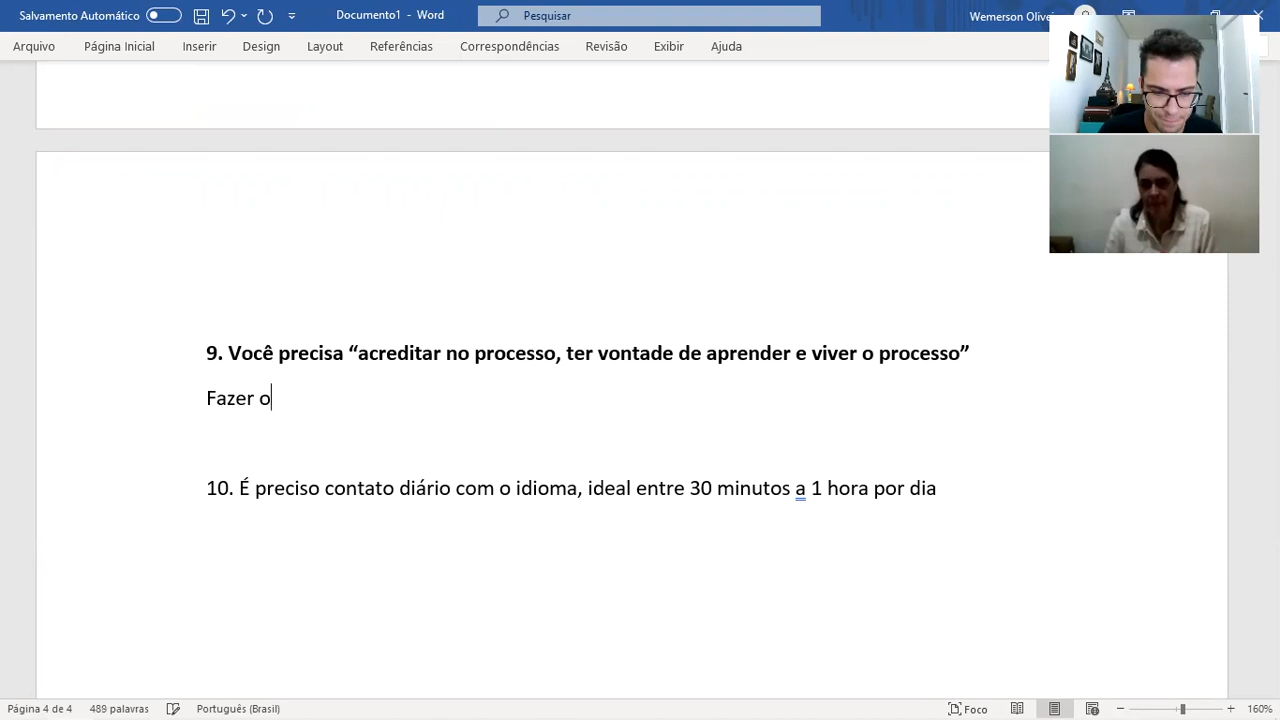 Salvamento Automático
Documento1 - Word
Pesquisar
Wemerson Olive
Arquivo
Página Inicial
Inserir
Design
Layout
Referências
Correspondências
Revisão
Exibir
Ajuda
9. Você precisa “acreditar no processo, ter vontade de aprender e viver o processo”
Fazer o
10. É preciso contato diário com o idioma, ideal entre 30 minutos a 1 hora por dia
Página 4 de 4
489 palavras
Português (Brasil)
Foco
160%